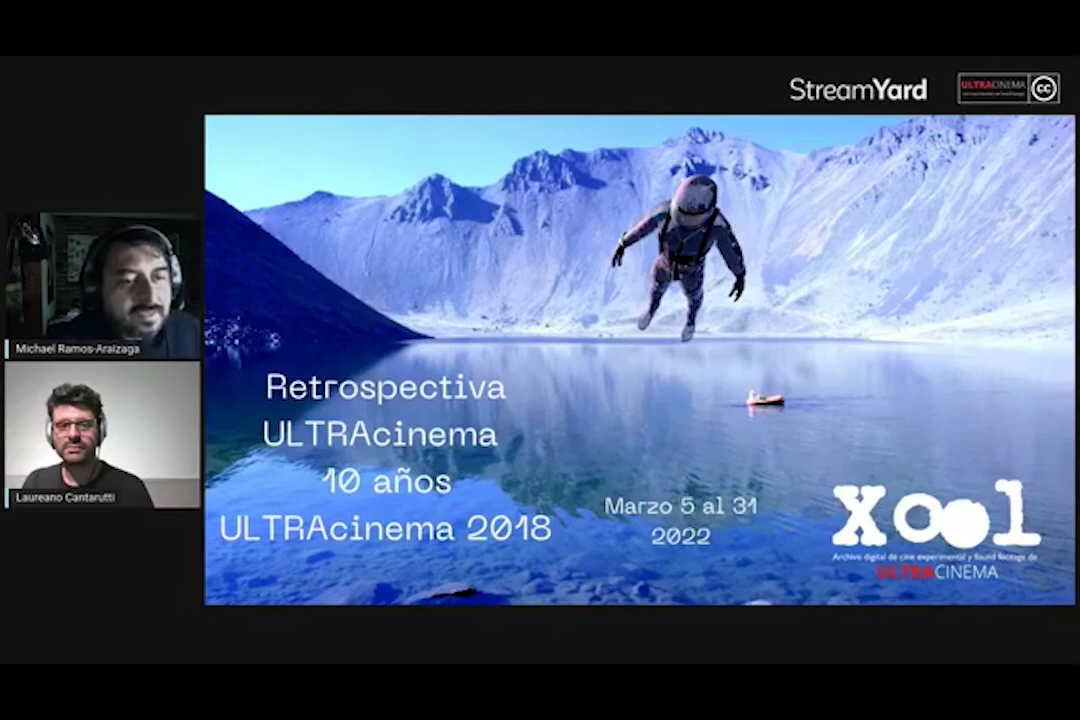 StreamYard
ULTRACINEMA
cc
Michael Ramos-Araizaga
Laureano Cantarutti
Retrospectiva
ULTRAcinema
10 años
ULTRAcinema 2018
Marzo 5 al 31
2022
xool
Archivo digital de cine experimental y found footage de
ULTRACINEMA